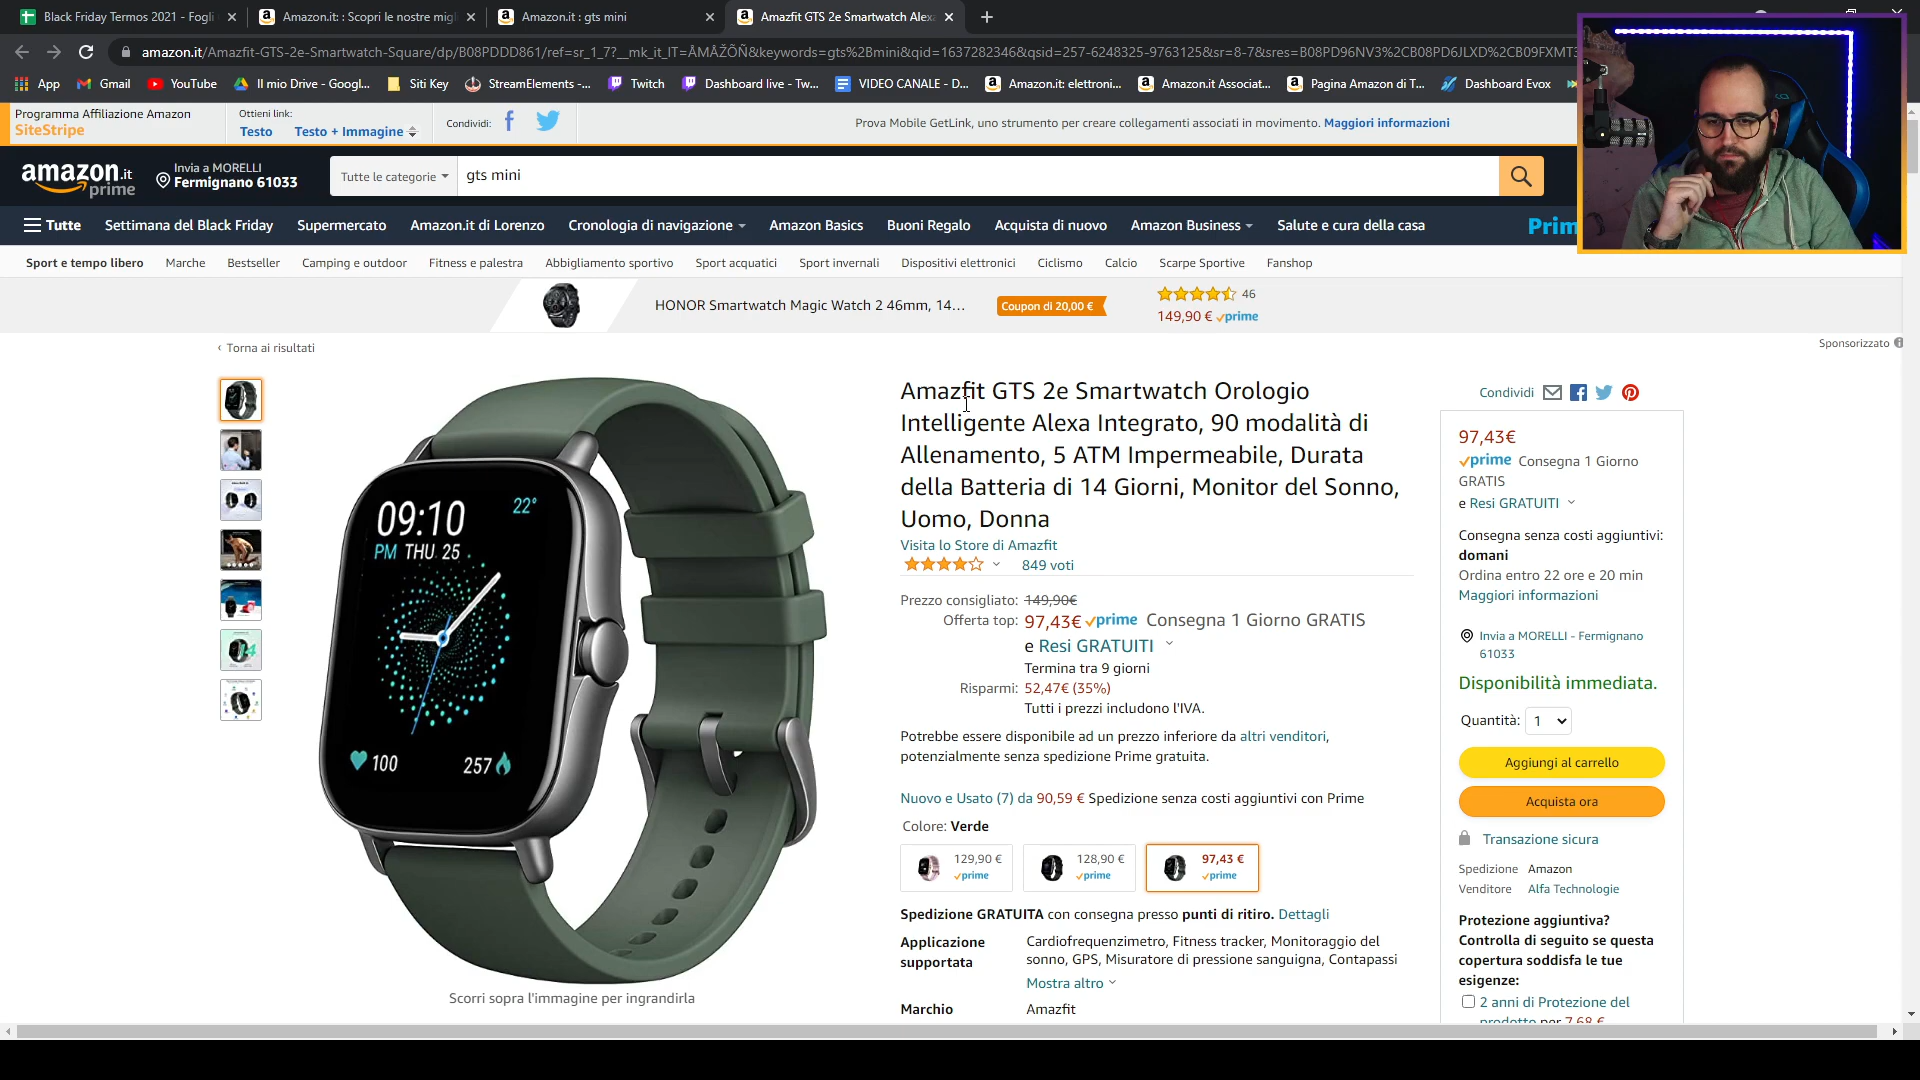 Black Friday Termos 2021 - Fogli
Amazon.it: : Scopri le nostre migl
Amazon.it : gts mini
Amazfit GTS 2e Smartwatch Alexa
amazon.it/Amazfit-GTS-2e-Smartwatch-Square/dp/B08PDDD861/ref=sr_1_7?__mk_it_IT=ÅMÅŽÕÑ&keywords=gts%2Bmini&qid=1637282346&qsid=257-6248325-9763125&sr=8-7&sres=B08PD96NV3%2CB08PD6JLXD%2CB09FXMT3
App Gmail YouTube Il mio Drive - Googl... Siti Key StreamElements -... Twitch Dashboard live - Tw... VIDEO CANALE - D... Amazon.it: elettroni... Amazon.it Associat... Pagina Amazon di T... Dashboard Evox
Programma Affiliazione Amazon
SiteStripe
Ottieni link:
Testo Testo + Immagine
Condividi:
Prova Mobile GetLink, uno strumento per creare collegamenti associati in movimento. Maggiori informazioni
amazon.it
prime
Invia a MORELLI
Fermignano 61033
Tutte le categorie
gts mini
Tutte Settimana del Black Friday Supermercato Amazon.it di Lorenzo Cronologia di navigazione Amazon Basics Buoni Regalo Acquista di nuovo Amazon Business Salute e cura della casa Prim
Sport e tempo libero Marche Bestseller Camping e outdoor Fitness e palestra Abbigliamento sportivo Sport acquatici Sport invernali Dispositivi elettronici Ciclismo Calcio Scarpe Sportive Fanshop
HONOR Smartwatch Magic Watch 2 46mm, 14...
Coupon di 20,00 €
46
149,90 € prime
Sponsorizzato
‹ Torna ai risultati
09:10
22°
PM THU 25
100
257
Scorri sopra l'immagine per ingrandirla
Amazfit GTS 2e Smartwatch Orologio
Intelligente Alexa Integrato, 90 modalità di
Allenamento, 5 ATM Impermeabile, Durata
della Batteria di 14 Giorni, Monitor del Sonno,
Uomo, Donna
Visita lo Store di Amazfit
849 voti
Prezzo consigliato: 149,90€
Offerta top: 97,43€ prime Consegna 1 Giorno GRATIS
e Resi GRATUITI
Termina tra 9 giorni
Risparmi: 52,47€ (35%)
Tutti i prezzi includono l'IVA.
Potrebbe essere disponibile ad un prezzo inferiore da altri venditori,
potenzialmente senza spedizione Prime gratuita.
Nuovo e Usato (7) da 90,59 € Spedizione senza costi aggiuntivi con Prime
Colore: Verde
129,90 €
prime
128,90 €
prime
97,43 €
prime
Spedizione GRATUITA con consegna presso punti di ritiro. Dettagli
Applicazione
supportata
Cardiofrequenzimetro, Fitness tracker, Monitoraggio del
sonno, GPS, Misuratore di pressione sanguigna, Contapassi
Mostra altro
Marchio Amazfit
Condividi
97,43€
prime Consegna 1 Giorno
GRATIS
e Resi GRATUITI
Consegna senza costi aggiuntivi:
domani
Ordina entro 22 ore e 20 min
Maggiori informazioni
Invia a MORELLI - Fermignano
61033
Disponibilità immediata.
Quantità: 1
Aggiungi al carrello
Acquista ora
Transazione sicura
Spedizione Amazon
Venditore Alfa Technologie
Protezione aggiuntiva?
Controlla di seguito se questa
copertura soddisfa le tue
esigenze:
2 anni di Protezione del
prodotto per 7,68 €